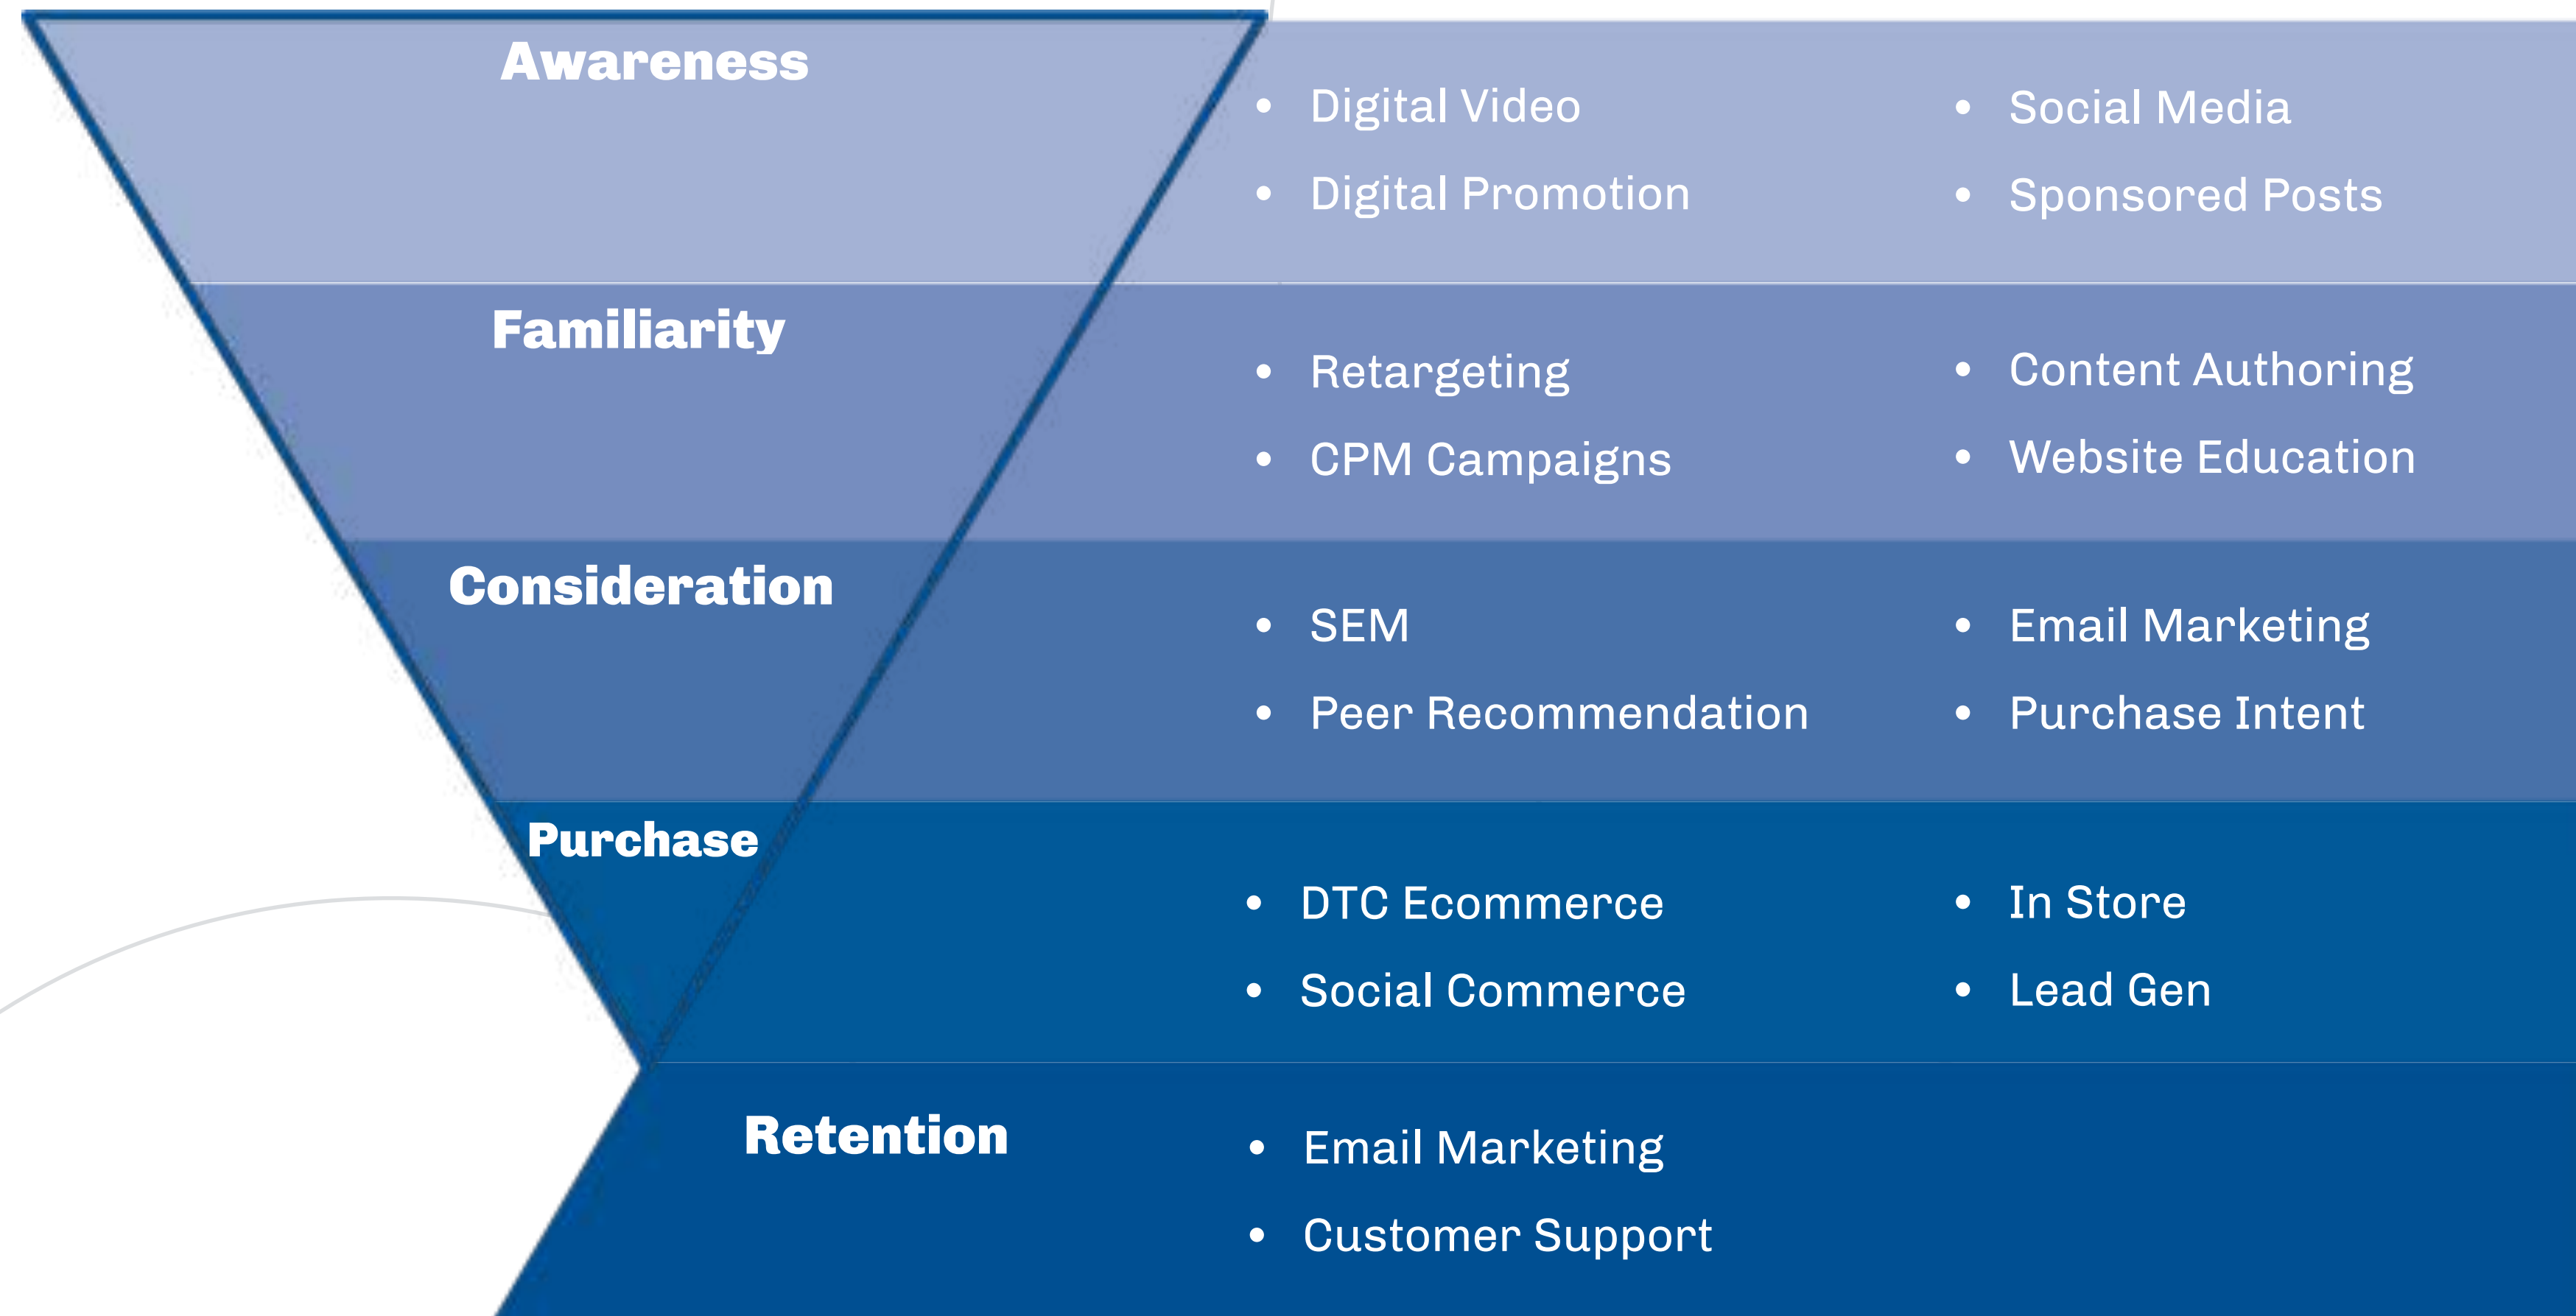 Awareness
• Digital Video
• Digital Promotion
• Social Media
• Sponsored Posts
Familiarity
• Retargeting
• CPM Campaigns
• Content Authoring
• Website Education
Consideration
• SEM
• Peer Recommendation
• Email Marketing
• Purchase Intent
Purchase
• DTC Ecommerce
• Social Commerce
• In Store
• Lead Gen
Retention
• Email Marketing
• Customer Support